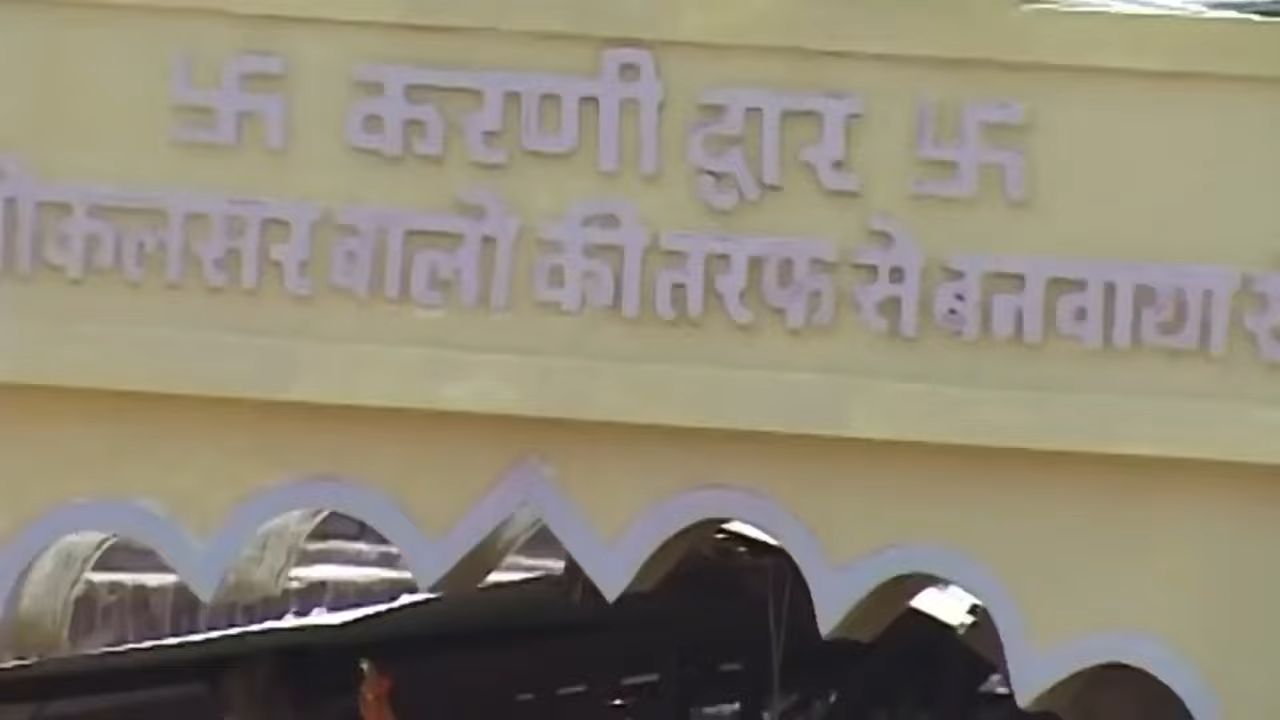 卐 करणी द्वार 卐
वालो की तरफ से बनवाया